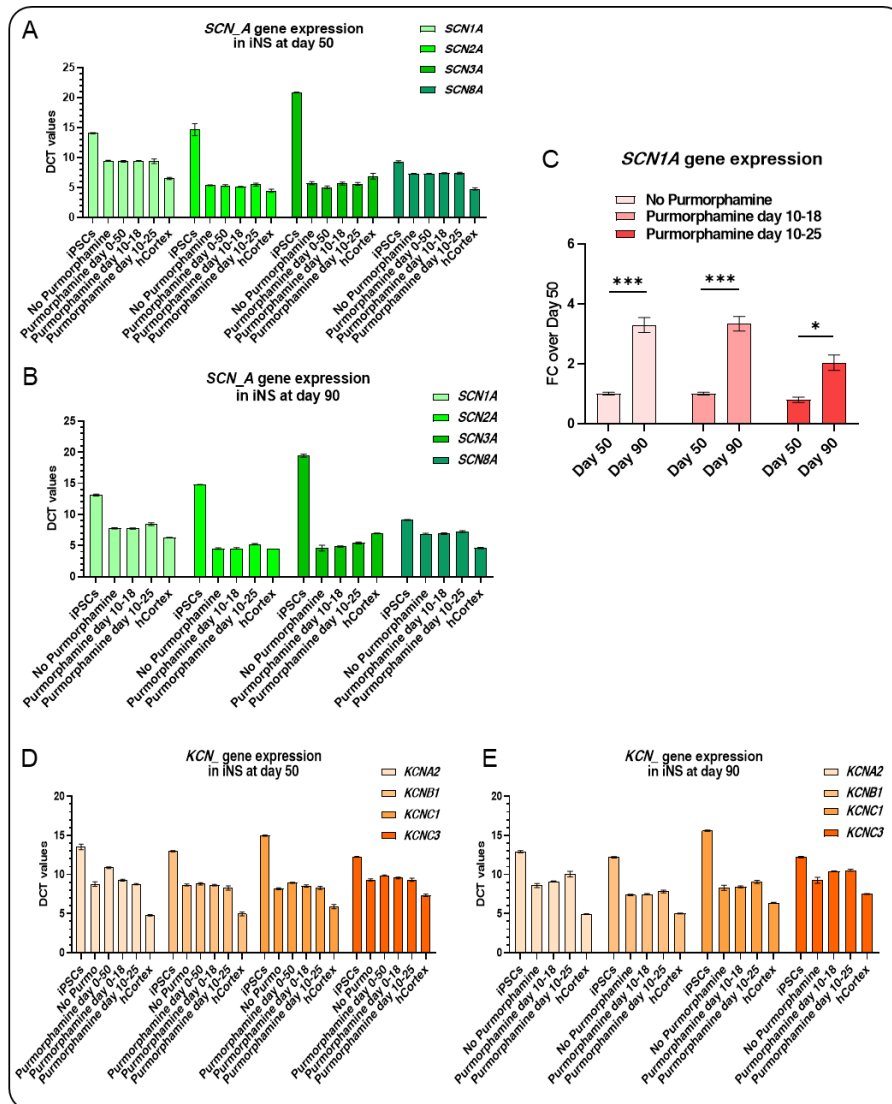 A
SCN_A gene expression
in iNS at day 50
SCN1A
SCN2A
SCN3A
SCN8A
DCT values
25
20
15
10
5
0
iPSCs
No Purmorphamine
Purmorphamine day 0-50
Purmorphamine day 10-18
Purmorphamine day 10-25
hCortex
iPSCs
No Purmorphamine
Purmorphamine day 0-50
Purmorphamine day 10-18
Purmorphamine day 10-25
hCortex
iPSCs
No Purmorphamine
Purmorphamine day 0-50
Purmorphamine day 10-18
Purmorphamine day 10-25
hCortex
iPSCs
No Purmorphamine
Purmorphamine day 0-50
Purmorphamine day 10-18
Purmorphamine day 10-25
hCortex
B
SCN_A gene expression
in iNS at day 90
SCN1A
SCN2A
SCN3A
SCN8A
DCT values
25
20
15
10
5
0
iPSCs
No Purmorphamine
Purmorphamine day 10-18
Purmorphamine day 10-25
hCortex
iPSCs
No Purmorphamine
Purmorphamine day 10-18
Purmorphamine day 10-25
hCortex
iPSCs
No Purmorphamine
Purmorphamine day 10-18
Purmorphamine day 10-25
hCortex
iPSCs
No Purmorphamine
Purmorphamine day 10-18
Purmorphamine day 10-25
hCortex
C
SCN1A gene expression
No Purmorphamine
Purmorphamine day 10-18
Purmorphamine day 10-25
FC over Day 50
6
4
2
0
***
***
*
Day 50
Day 90
Day 50
Day 90
Day 50
Day 90
D
KCN_ gene expression
in iNS at day 50
KCNA2
KCNB1
KCNC1
KCNC3
DCT values
20
15
10
5
0
iPSCs
No Purmo
Purmorphamine day 0-50
Purmorphamine day 0-18
Purmorphamine day 10-25
hCortex
iPSCs
No Purmo
Purmorphamine day 0-50
Purmorphamine day 0-18
Purmorphamine day 10-25
hCortex
iPSCs
No Purmo
Purmorphamine day 0-50
Purmorphamine day 0-18
Purmorphamine day 10-25
hCortex
iPSCs
No Purmo
Purmorphamine day 0-50
Purmorphamine day 0-18
Purmorphamine day 10-25
hCortex
E
KCN_ gene expression
in iNS at day 90
KCNA2
KCNB1
KCNC1
KCNC3
DCT values
20
15
10
5
0
iPSCs
No Purmorphamine
Purmorphamine day 10-18
Purmorphamine day 10-25
hCortex
iPSCs
No Purmorphamine
Purmorphamine day 10-18
Purmorphamine day 10-25
hCortex
iPSCs
No Purmorphamine
Purmorphamine day 10-18
Purmorphamine day 10-25
hCortex
iPSCs
No Purmorphamine
Purmorphamine day 10-18
Purmorphamine day 10-25
hCortex